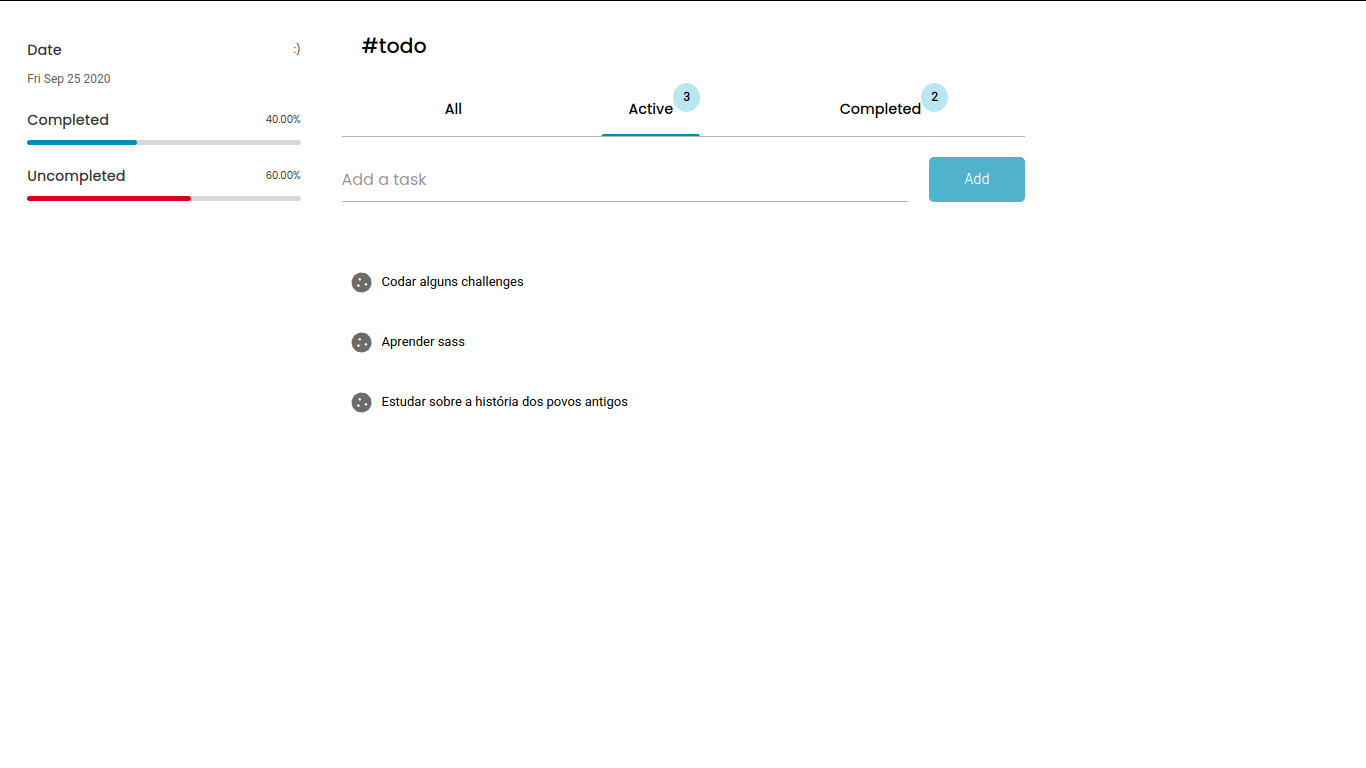 Date :)
Fri Sep 25 2020
Completed 40.00%
Uncompleted 60.00%
#todo
All Active 3 Completed 2
Add a task Add
Codar alguns challenges
Aprender sass
Estudar sobre a história dos povos antigos